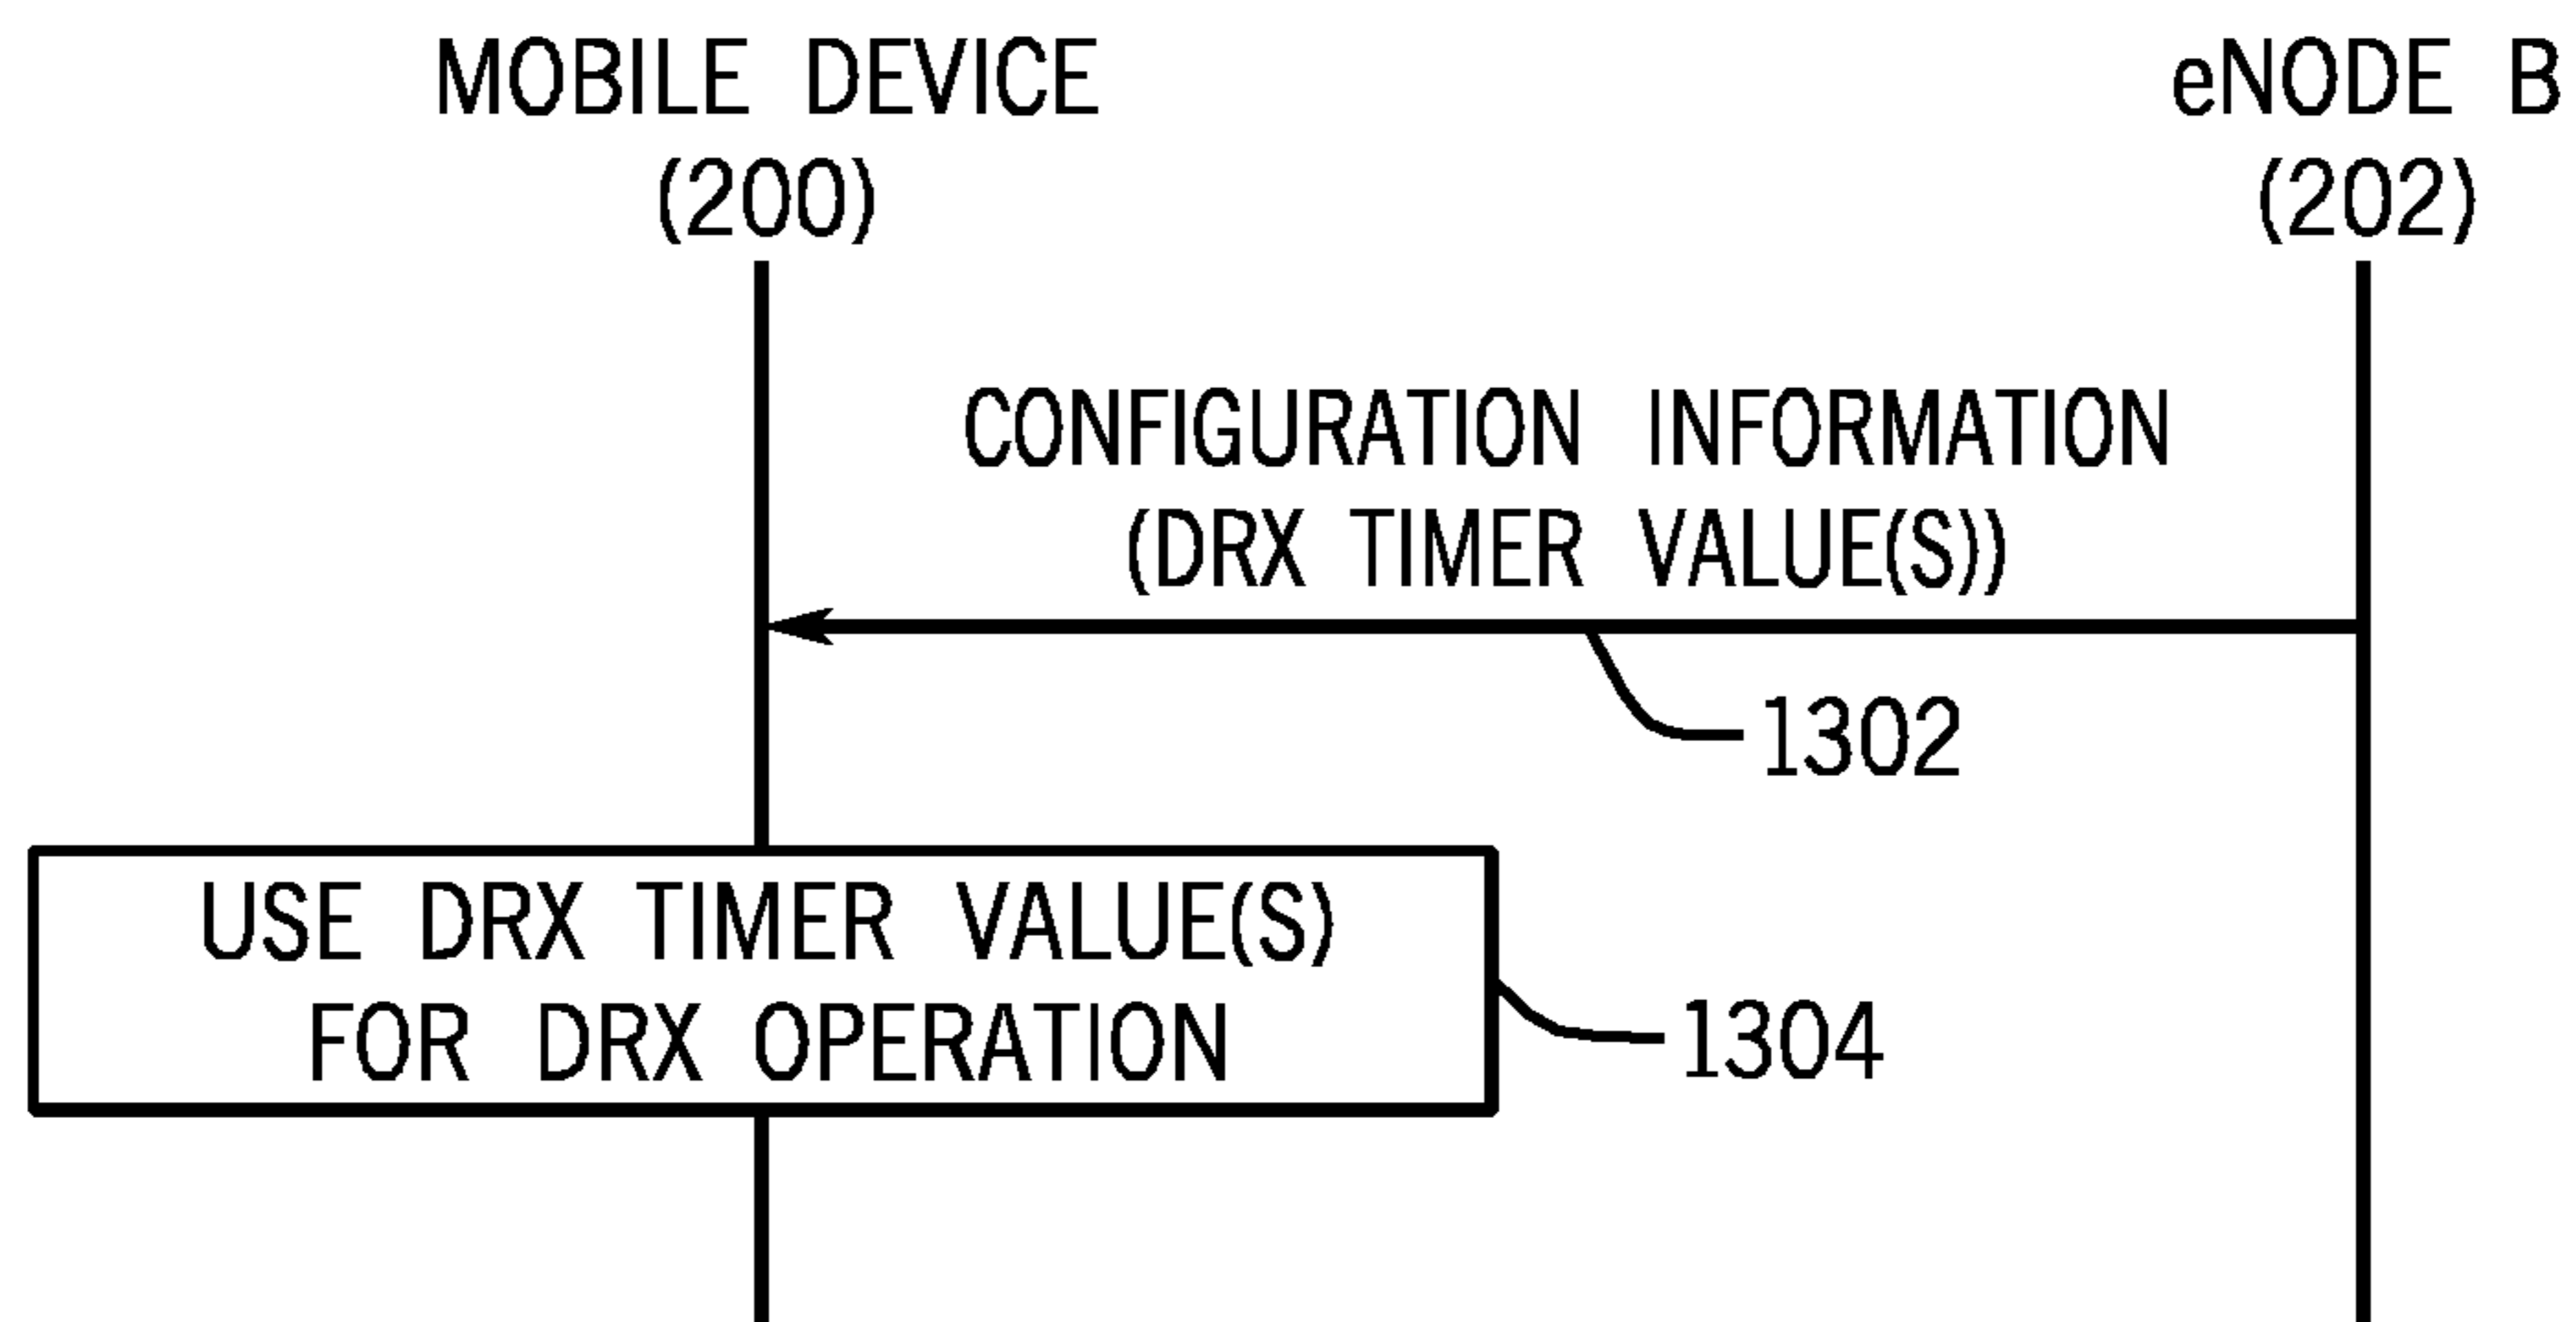 MOBILE DEVICE
(200)
eNODE B
(202)
CONFIGURATION INFORMATION
(DRX TIMER VALUE(S))
1302
USE DRX TIMER VALUE(S)
FOR DRX OPERATION
1304